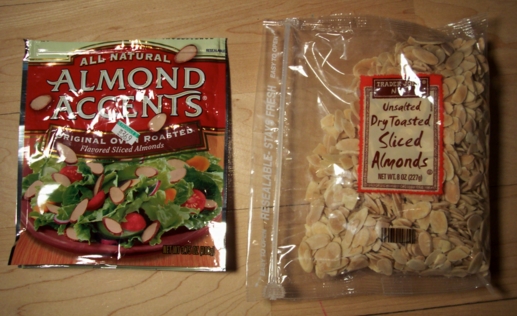 ALL NATURAL
ALMOND
ACCENTS
ORIGINAL OVEN ROASTED
Flavored Sliced Almonds
RESEALABLE - STAY FRESH
TRADER JOE'S
NUTS
Unsalted
Dry Toasted
Sliced
Almonds
NET WT. 8 OZ (227g)